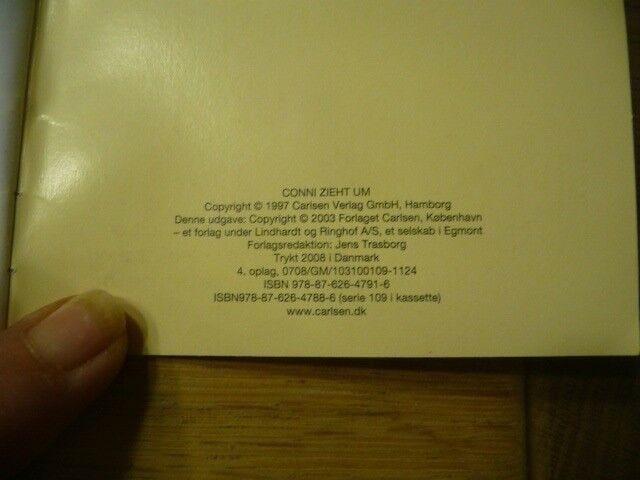 CONNI ZIEHT UM
Copyright © 1997 Carlsen Verlag GmbH, Hamborg
Denne udgave: Copyright © 2003 Forlaget Carlsen, København
– et forlag under Lindhardt og Ringhof A/S, et selskab i Egmont
Forlagsredaktion: Jens Trasborg
Trykt 2008 i Danmark
4. oplag, 0708/GM/103100109-1124
ISBN 978-87-626-4791-6
ISBN978-87-626-4788-6 (serie 109 i kassette)
www.carlsen.dk